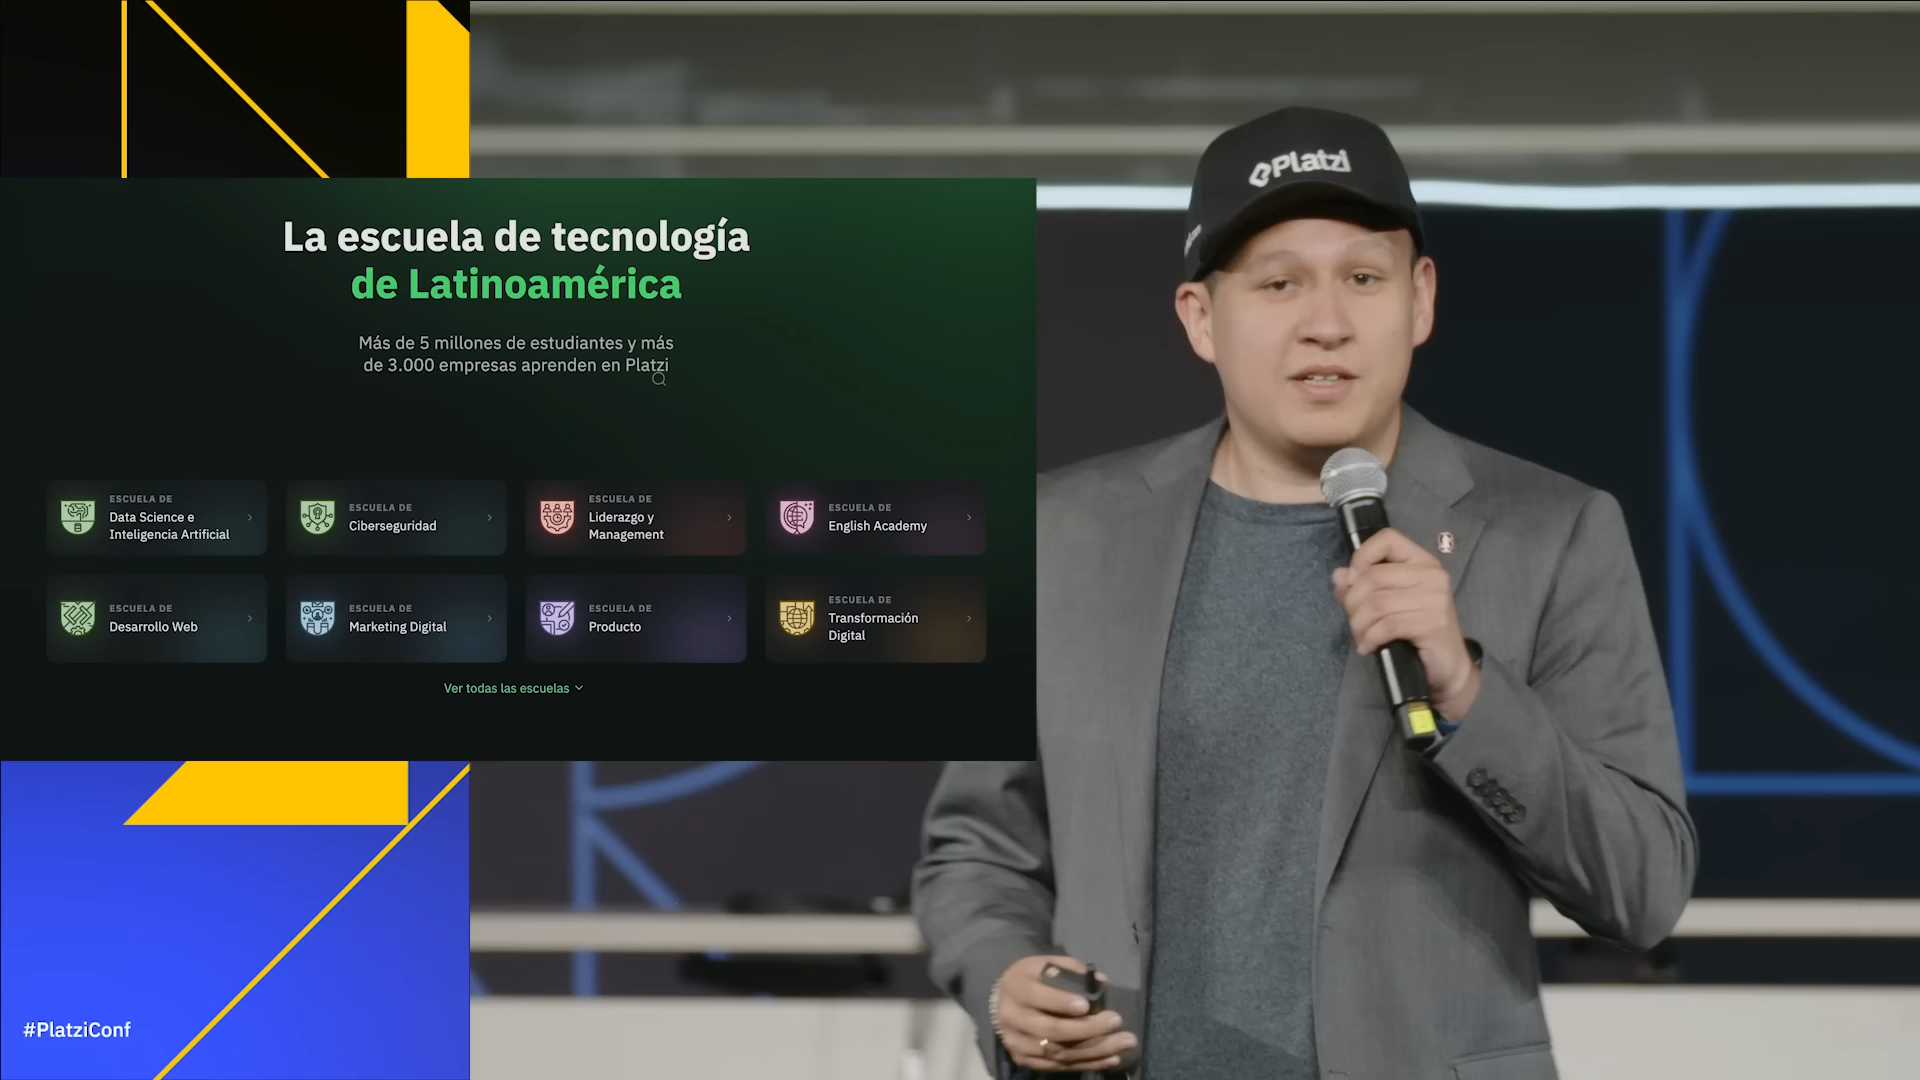 Platzi
La escuela de tecnología
de Latinoamérica
Más de 5 millones de estudiantes y más
de 3.000 empresas aprenden en Platzi
ESCUELA DE
Data Science e
Inteligencia Artificial
ESCUELA DE
Ciberseguridad
ESCUELA DE
Liderazgo y
Management
ESCUELA DE
English Academy
ESCUELA DE
Desarrollo Web
ESCUELA DE
Marketing Digital
ESCUELA DE
Producto
ESCUELA DE
Transformación
Digital
Ver todas las escuelas
#PlatziConf